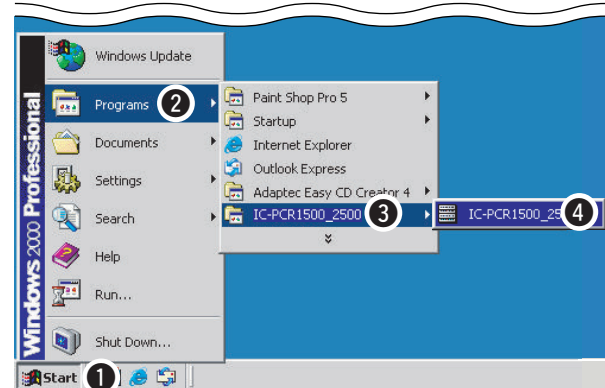 Windows 2000 Professional
Windows Update
Programs 2
Documents
Settings
Search
Help
Run...
Shut Down...
Paint Shop Pro 5
Startup
Internet Explorer
Outlook Express
Adaptec Easy CD Creator 4
IC-PCR1500_2500 3
IC-PCR1500_25 4
Start 1